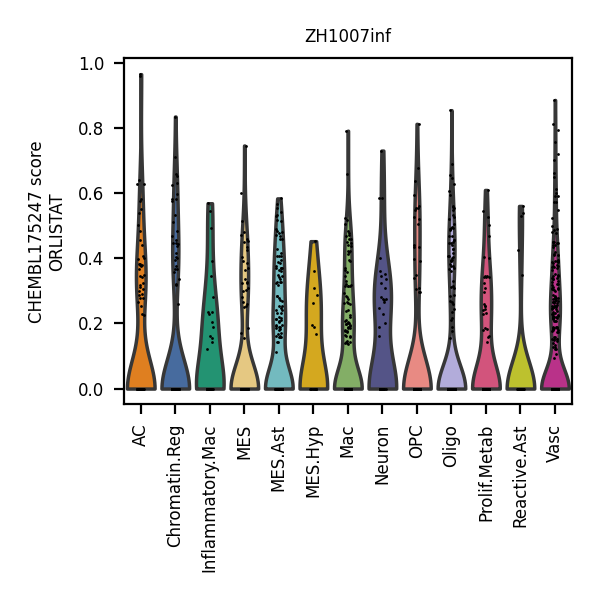 ZH1007inf
CHEMBL175247 score
ORLISTAT
1.0
0.8
0.6
0.4
0.2
0.0
AC
Chromatin.Reg
Inflammatory.Mac
MES
MES.Ast
MES.Hyp
Mac
Neuron
OPC
Oligo
Prolif.Metab
Reactive.Ast
Vasc